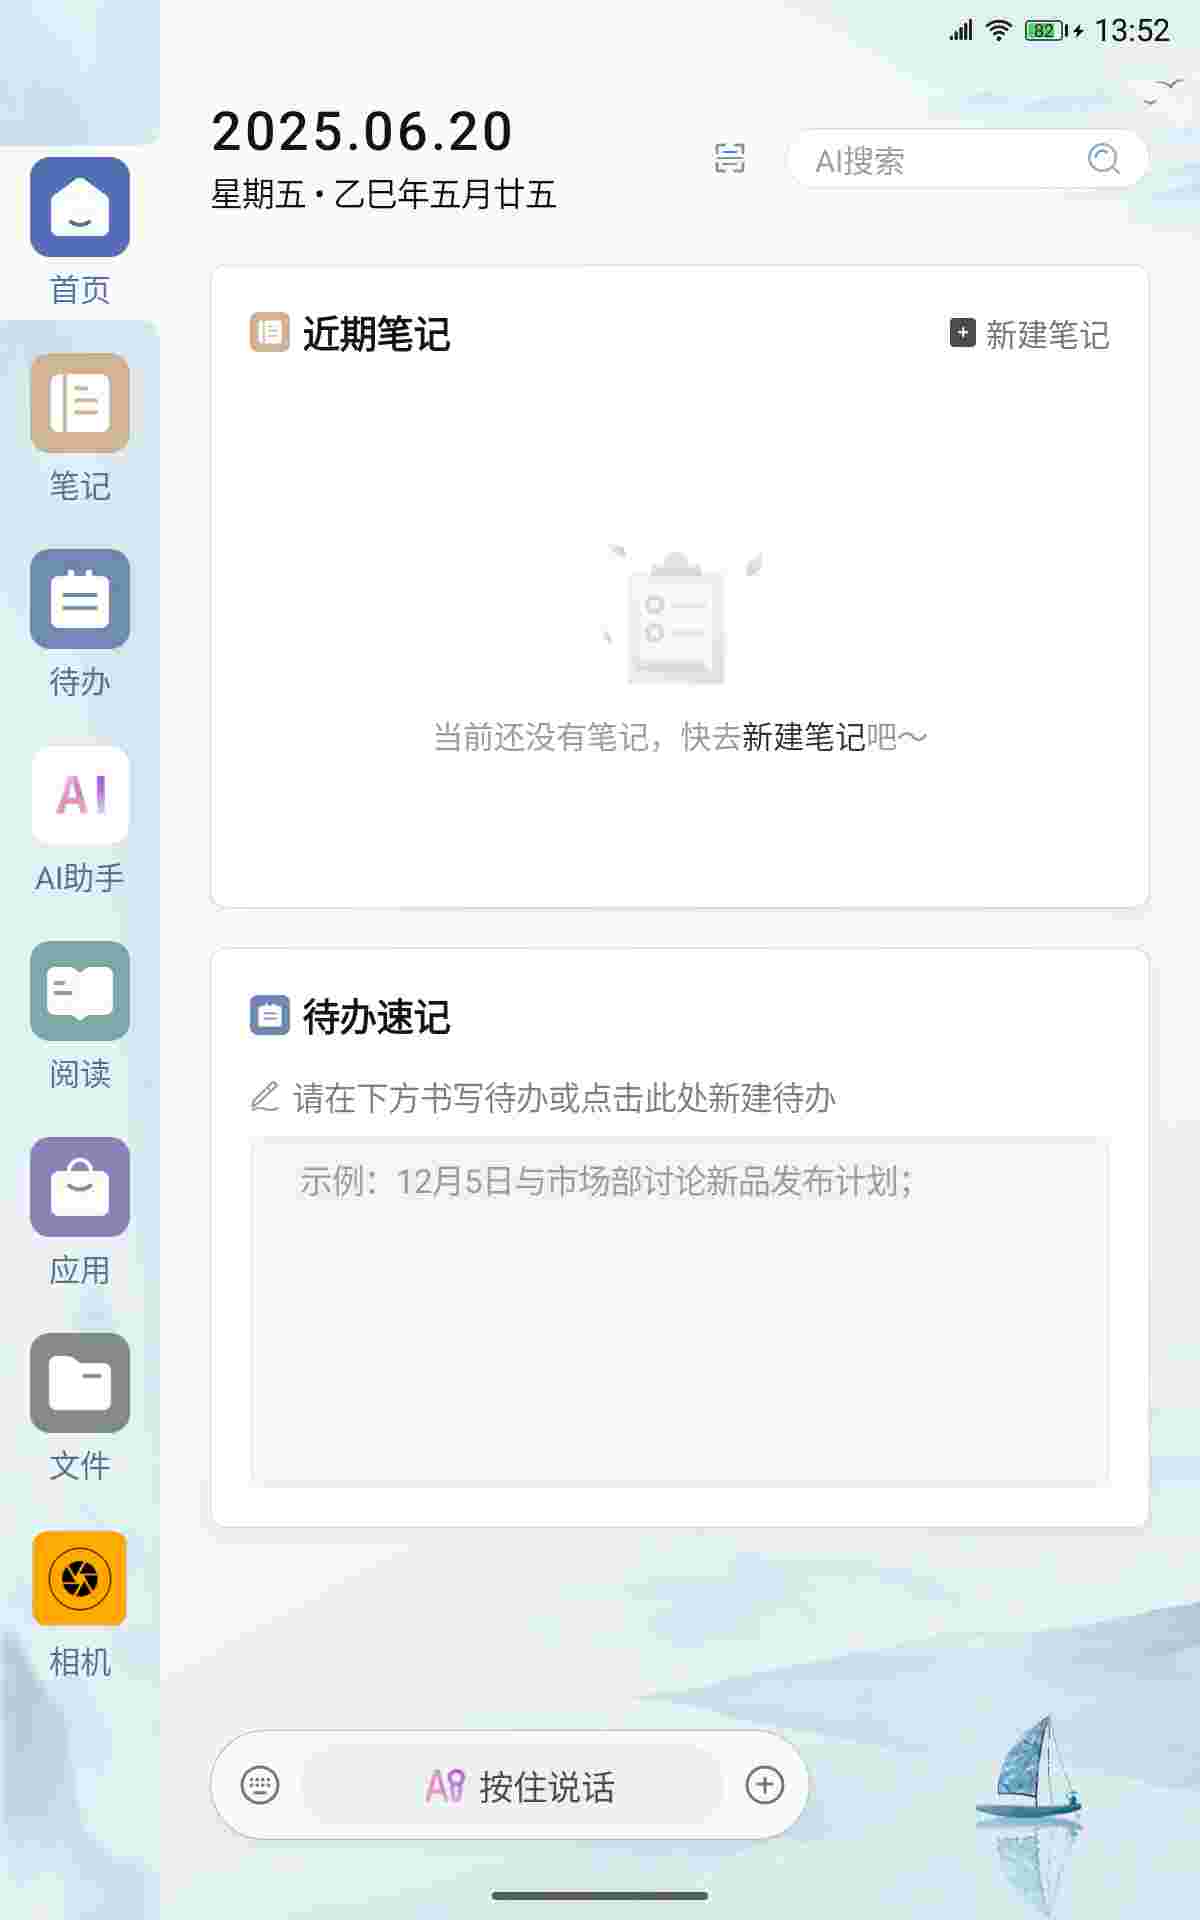 82 13:52
2025.06.20
星期五·乙巳年五月廿五
AI搜索
首页
笔记
待办
AI
AI助手
阅读
应用
文件
相机
近期笔记
新建笔记
当前还没有笔记，快去新建笔记吧～
待办速记
请在下方书写待办或点击此处新建待办
示例：12月5日与市场部讨论新品发布计划；
AI 按住说话